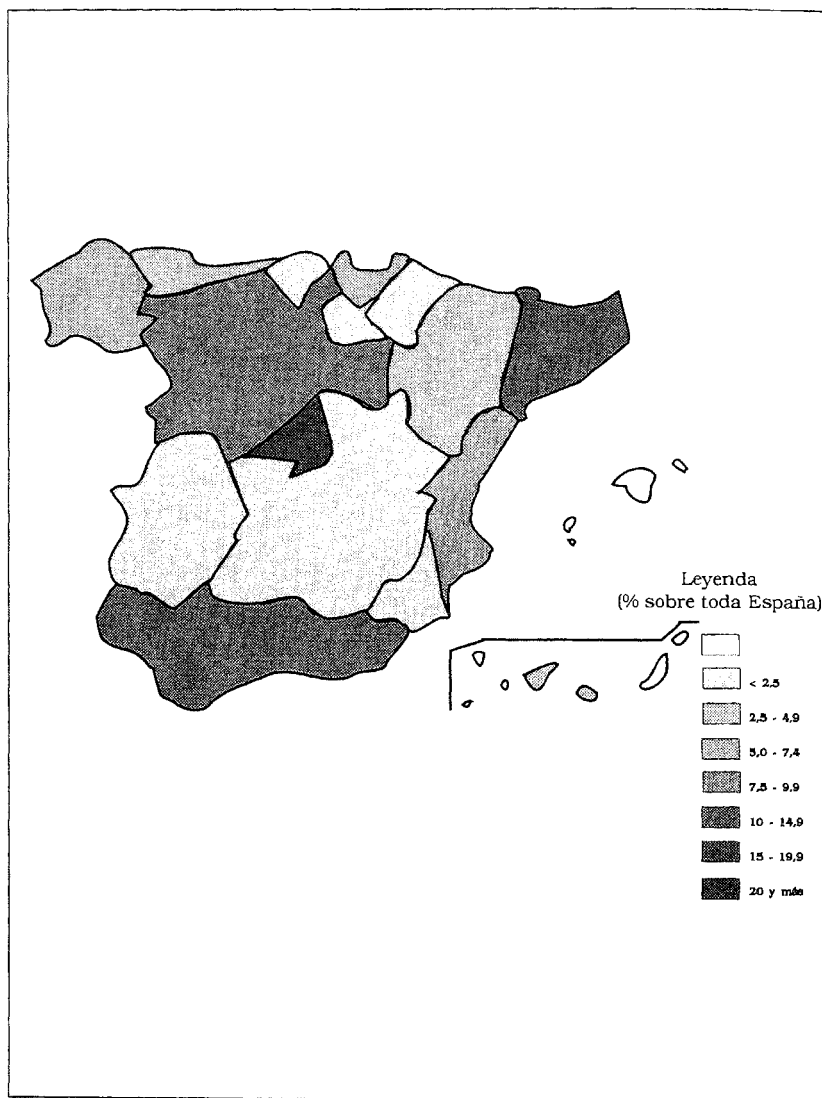 Leyenda
(% sobre toda España)
< 2,5
2,5 - 4,9
5,0 - 7,4
7,5 - 9,9
10 - 14,9
15 - 19,9
20 y más